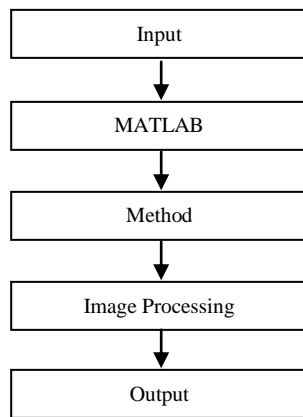 Input
MATLAB
Method
Image Processing
Output